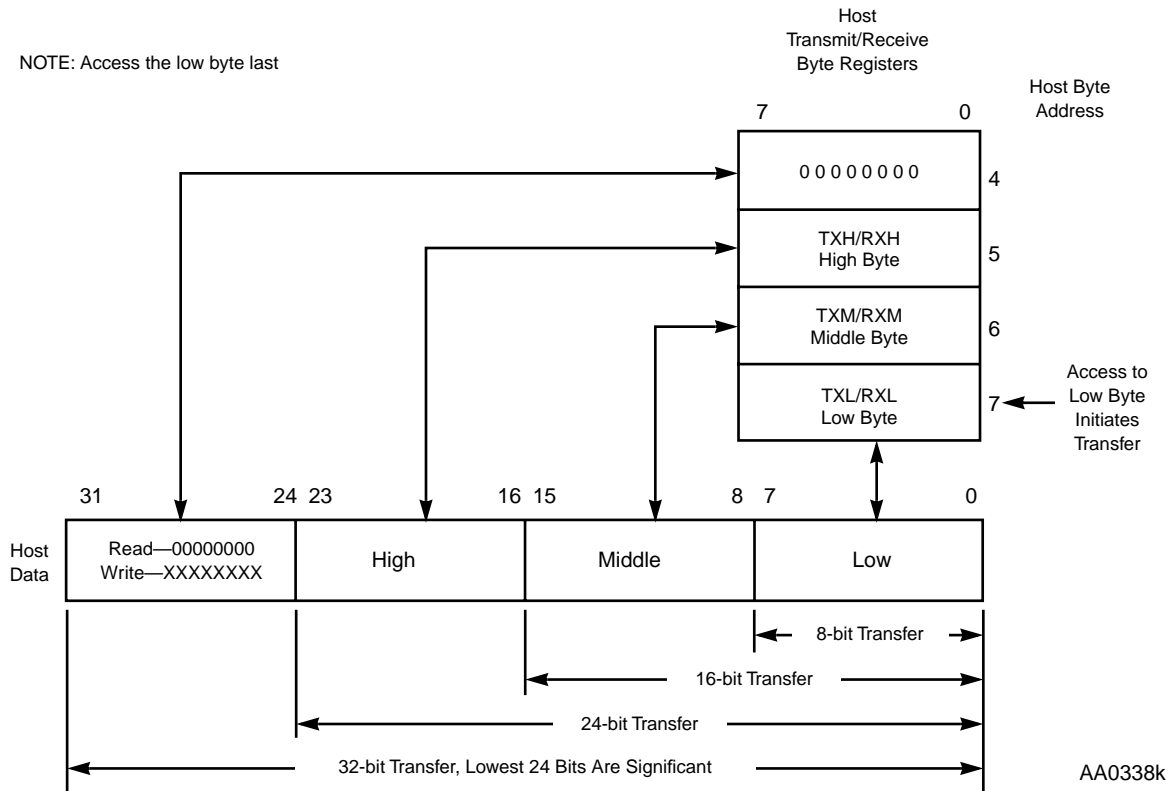 Host
Transmit/Receive
Byte Registers
NOTE: Access the low byte last
Host Byte
Address
7 0
0 0 0 0 0 0 0 0
4
TXH/RXH
High Byte
5
TXM/RXM
Middle Byte
6
TXL/RXL
Low Byte
7
Access to
Low Byte
Initiates
Transfer
31 24 23 16 15 8 7 0
Host
Data
Read—00000000
Write—XXXXXXXX
High
Middle
Low
8-bit Transfer
16-bit Transfer
24-bit Transfer
32-bit Transfer, Lowest 24 Bits Are Significant
AA0338k